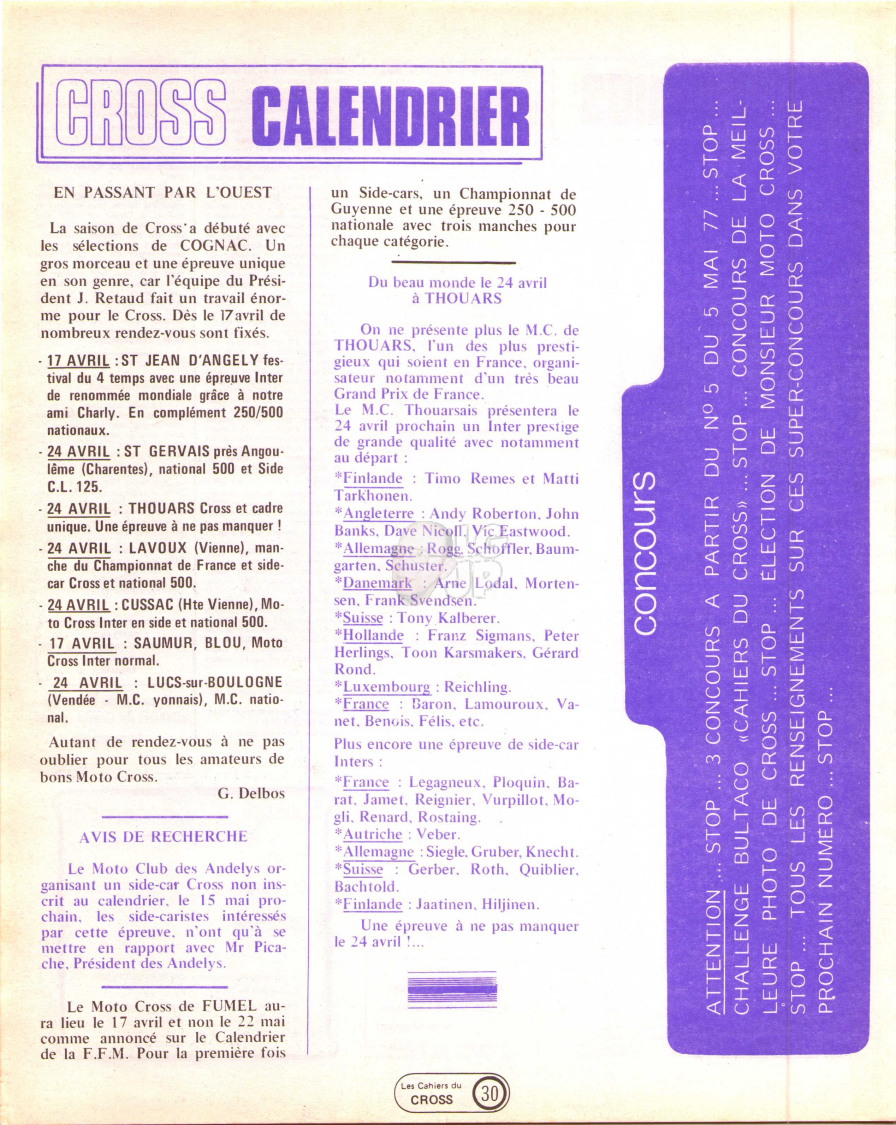 CROSS CALENDRIER
EN PASSANT PAR L'OUEST
La saison de Cross a débuté avec
les sélections de COGNAC. Un
gros morceau et une épreuve unique
en son genre, car l'équipe du Prési-
dent J. Retaud fait un travail énor-
me pour le Cross. Dès le 17 avril de
nombreux rendez-vous sont fixés.
- 17 AVRIL : ST JEAN D'ANGELY fes-
tival du 4 temps avec une épreuve Inter
de renommée mondiale grâce à notre
ami Charly. En complément 250/500
nationaux.
- 24 AVRIL : ST GERVAIS près Angou-
lême (Charentes), national 500 et Side
C.L. 125.
- 24 AVRIL : THOUARS Cross et cadre
unique. Une épreuve à ne pas manquer !
- 24 AVRIL : LAVOUX (Vienne), man-
che du Championnat de France et side-
car Cross et national 500.
- 24 AVRIL : CUSSAC (Hte Vienne), Mo-
to Cross Inter en side et national 500.
- 17 AVRIL : SAUMUR, BLOU, Moto
Cross Inter normal.
- 24 AVRIL : LUCS-sur-BOULOGNE
(Vendée - M.C. yonnais), M.C. natio-
nal.
Autant de rendez-vous à ne pas
oublier pour tous les amateurs de
bons Moto Cross.
G. Delbos
AVIS DE RECHERCHE
Le Moto Club des Andelys or-
ganisant un side-car Cross non ins-
crit au calendrier, le 15 mai pro-
chain, les side-caristes intéressés
par cette épreuve, n'ont qu'à se
mettre en rapport avec Mr Pica-
che, Président des Andelys.
Le Moto Cross de FUMEL au-
ra lieu le 17 avril et non le 22 mai
comme annoncé sur le Calendrier
de la F.F.M. Pour la première fois
un Side-cars, un Championnat de
Guyenne et une épreuve 250 - 500
nationale avec trois manches pour
chaque catégorie.
Du beau monde le 24 avril
à THOUARS
On ne présente plus le M.C. de
THOUARS, l'un des plus presti-
gieux qui soient en France, organi-
sateur notamment d'un très beau
Grand Prix de France.
Le M.C. Thouarsais présentera le
24 avril prochain un Inter prestige
de grande qualité avec notamment
au départ :
*Finlande : Timo Remes et Matti
Tarkhonen.
*Angleterre : Andy Roberton, John
Banks, Dave Nicoll, Vic Eastwood.
*Allemagne : Rogg, Schoffler, Baum-
garten, Schuster.
*Danemark : Arne Lodal, Morten-
sen, Frank Svendsen.
*Suisse : Tony Kalberer.
*Hollande : Franz Sigmans, Peter
Herlings, Toon Karsmakers, Gérard
Rond.
*Luxembourg : Reichling.
*France : Baron, Lamouroux, Va-
net, Benois, Félis, etc.
Plus encore une épreuve de side-car
Inters :
*France : Legagneux, Ploquin, Ba-
rat, Jamet, Reignier, Vurpillot, Mo-
gli, Renard, Rostaing.
*Autriche : Veber.
*Allemagne : Siegle, Gruber, Knecht.
*Suisse : Gerber, Roth, Quiblier,
Bachtold.
*Finlande : Jaatinen, Hiljinen.
Une épreuve à ne pas manquer
le 24 avril !...
concours
ATTENTION ... STOP ... 3 CONCOURS A PARTIR DU Nº 5 DU 5 MAI 77 ... STOP ...
CHALLENGE BULTACO «CAHIERS DU CROSS» ... STOP ... CONCOURS DE LA MEIL-
LEURE PHOTO DE CROSS ... STOP ... ÉLECTION DE MONSIEUR MOTO CROSS ...
STOP ... TOUS LES RENSEIGNEMENTS SUR CES SUPER-CONCOURS DANS VOTRE
PROCHAIN NUMÉRO ... STOP ...
Les Cahiers du
CROSS 30